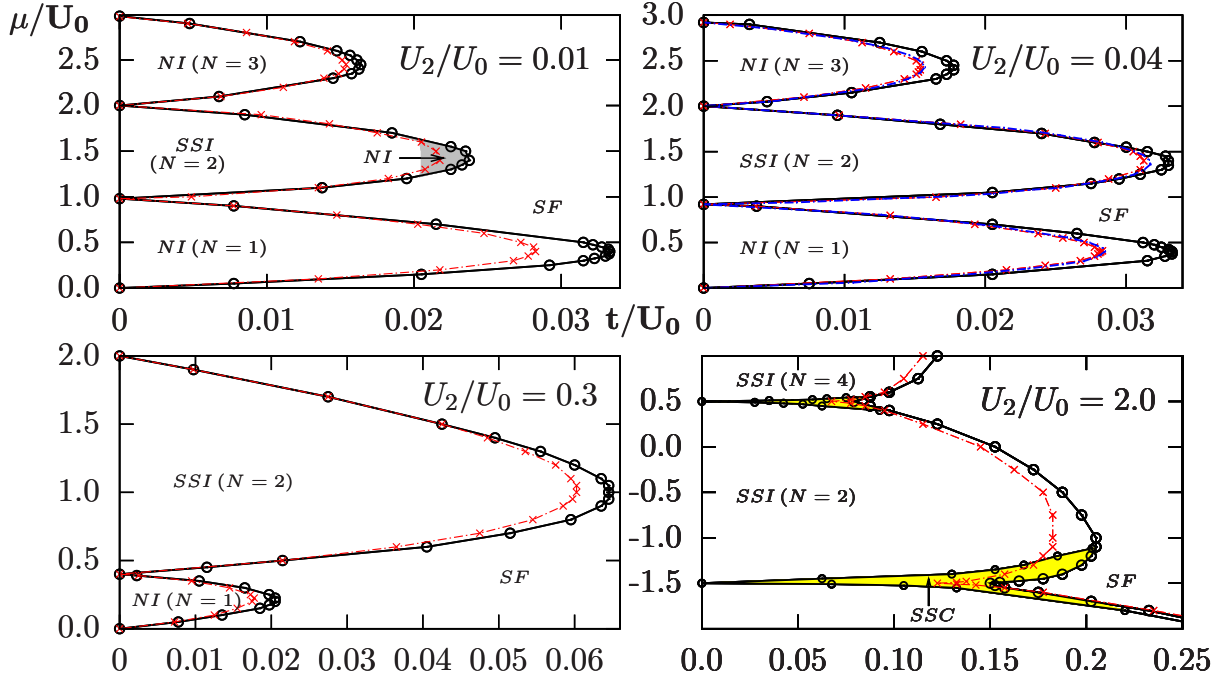 μ/U₀
3.0
U₂/U₀ = 0.01
U₂/U₀ = 0.04
2.5
NI (N = 3)
NI (N = 3)
2.0
2.0
SSI
(N = 2)
NI
1.5
1.5
SSI (N = 2)
1.0
1.0
SF
SF
0.5
NI (N = 1)
0.5
NI (N = 1)
0.0
0.0
0
0.01
0.02
0.03
t/U₀
0
0.01
0.02
0.03
2.0
U₂/U₀ = 0.3
SSI (N = 4)
U₂/U₀ = 2.0
0.5
1.5
0.0
SSI (N = 2)
-0.5
SSI (N = 2)
1.0
-1.0
0.5
SF
-1.5
SF
NI (N = 1)
SSC
0.0
0
0.01
0.02
0.03
0.04
0.05
0.06
0.0
0.05
0.10
0.15
0.2
0.25